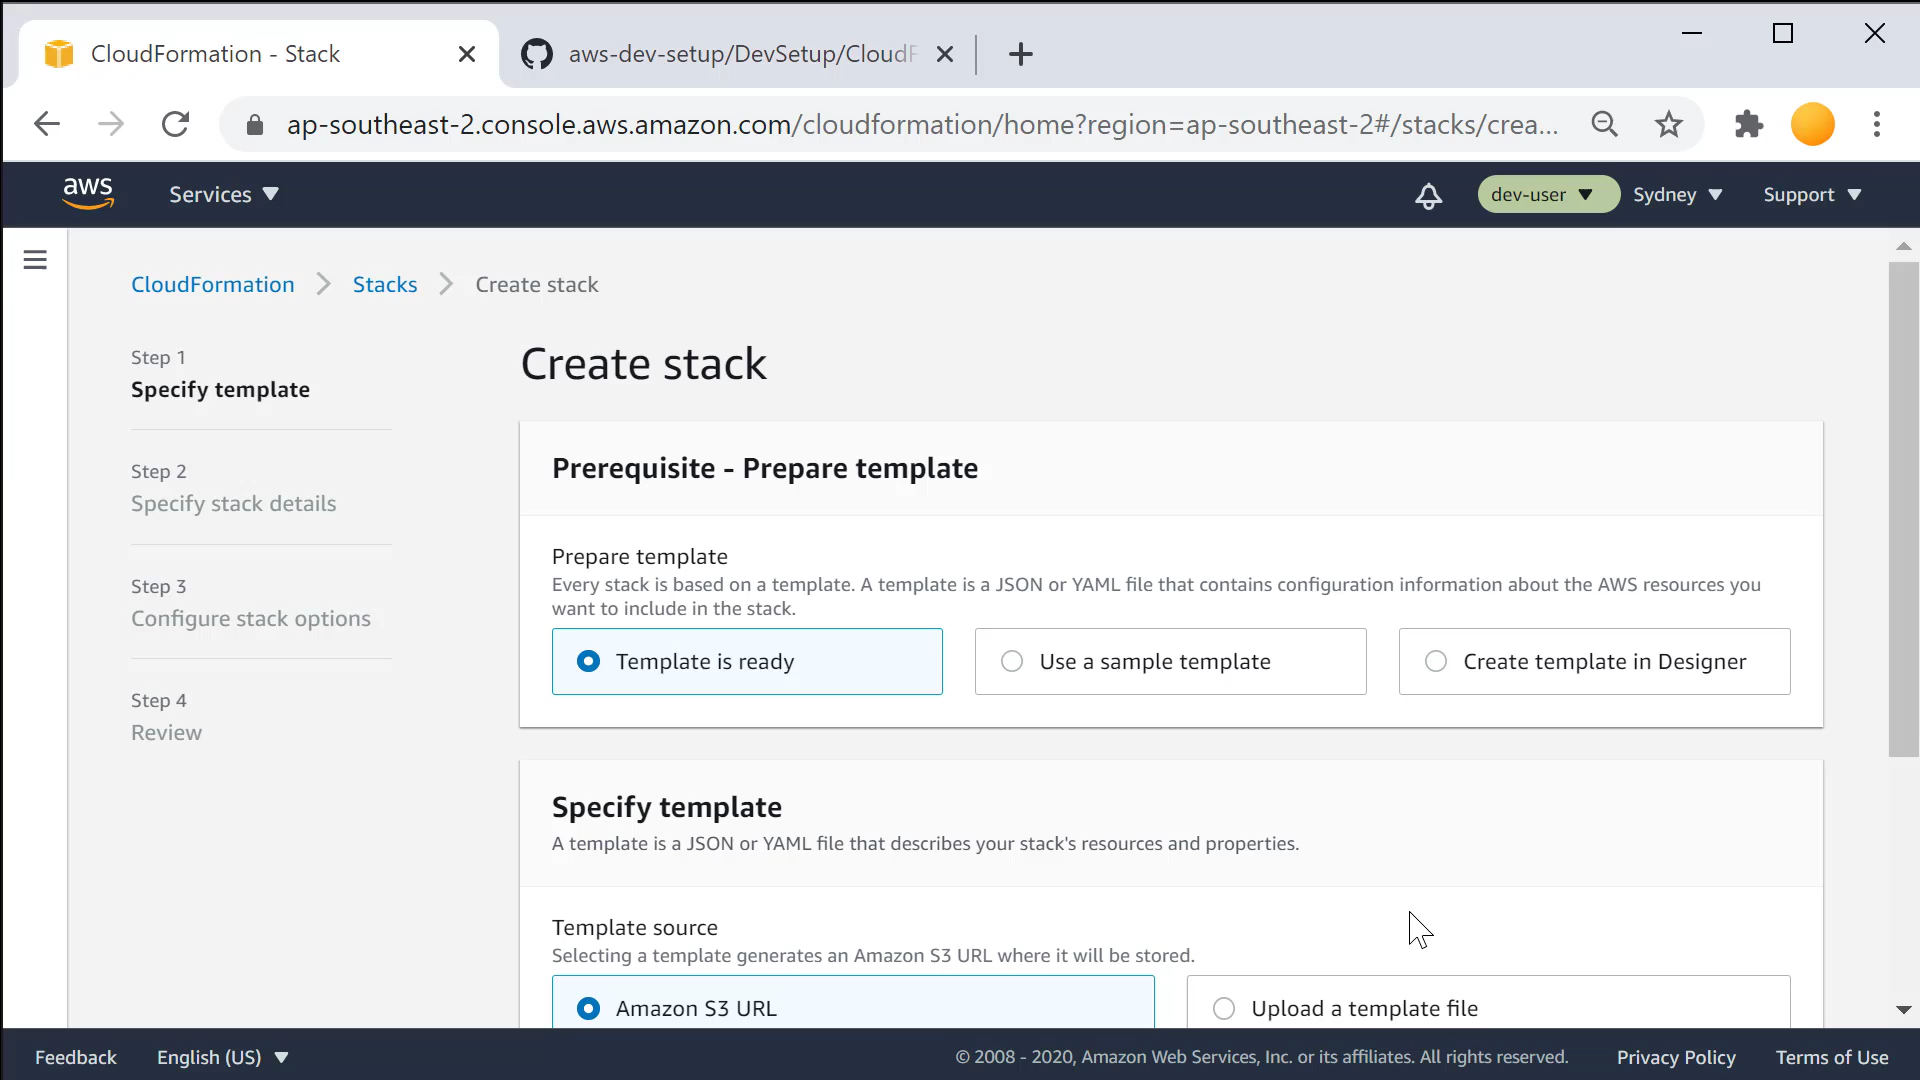 CloudFormation - Stack
aws-dev-setup/DevSetup/CloudF
ap-southeast-2.console.aws.amazon.com/cloudformation/home?region=ap-southeast-2#/stacks/crea...
aws
Services
dev-user
Sydney
Support
CloudFormation
Stacks
Create stack
Step 1
Specify template
Step 2
Specify stack details
Step 3
Configure stack options
Step 4
Review
Create stack
Prerequisite - Prepare template
Prepare template
Every stack is based on a template. A template is a JSON or YAML file that contains configuration information about the AWS resources you
want to include in the stack.
Template is ready
Use a sample template
Create template in Designer
Specify template
A template is a JSON or YAML file that describes your stack's resources and properties.
Template source
Selecting a template generates an Amazon S3 URL where it will be stored.
Amazon S3 URL
Upload a template file
Feedback
English (US)
© 2008 - 2020, Amazon Web Services, Inc. or its affiliates. All rights reserved.
Privacy Policy
Terms of Use